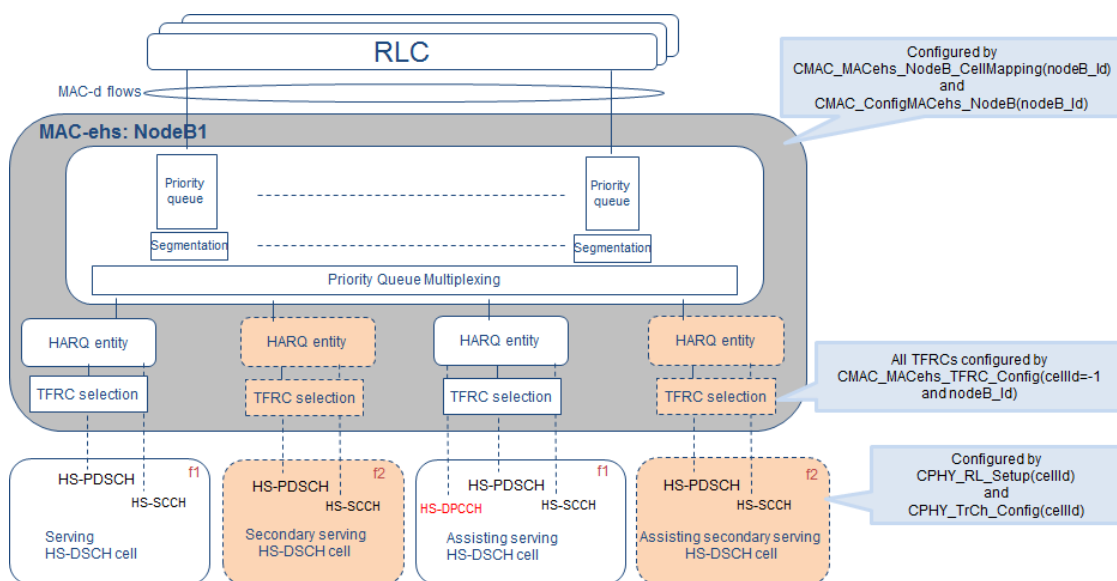 RLC
Configured by
CMAC_MACehs_NodeB_CellMapping(nodeB_Id)
and
CMAC_ConfigMACehs_NodeB(nodeB_Id)
MAC-d flows
MAC-ehs: NodeB1
Priority
queue
Priority
queue
Segmentation
Segmentation
Priority Queue Multiplexing
HARQ entity
HARQ entity
HARQ entity
HARQ entity
TFRC selection
TFRC selection
TFRC selection
TFRC selection
All TFRCs configured by
CMAC_MACehs_TFRC_Config(cellId=-1
and nodeB_Id)
f1
HS-PDSCH
HS-SCCH
Serving
HS-DSCH cell
f2
HS-PDSCH
HS-SCCH
Secondary serving
HS-DSCH cell
f1
HS-PDSCH
HS-DPCCH
HS-SCCH
Assisting serving
HS-DSCH cell
f2
HS-PDSCH
HS-SCCH
Assisting secondary serving
HS-DSCH cell
Configured by
CPHY_RL_Setup(cellId)
and
CPHY_TrCh_Config(cellId)